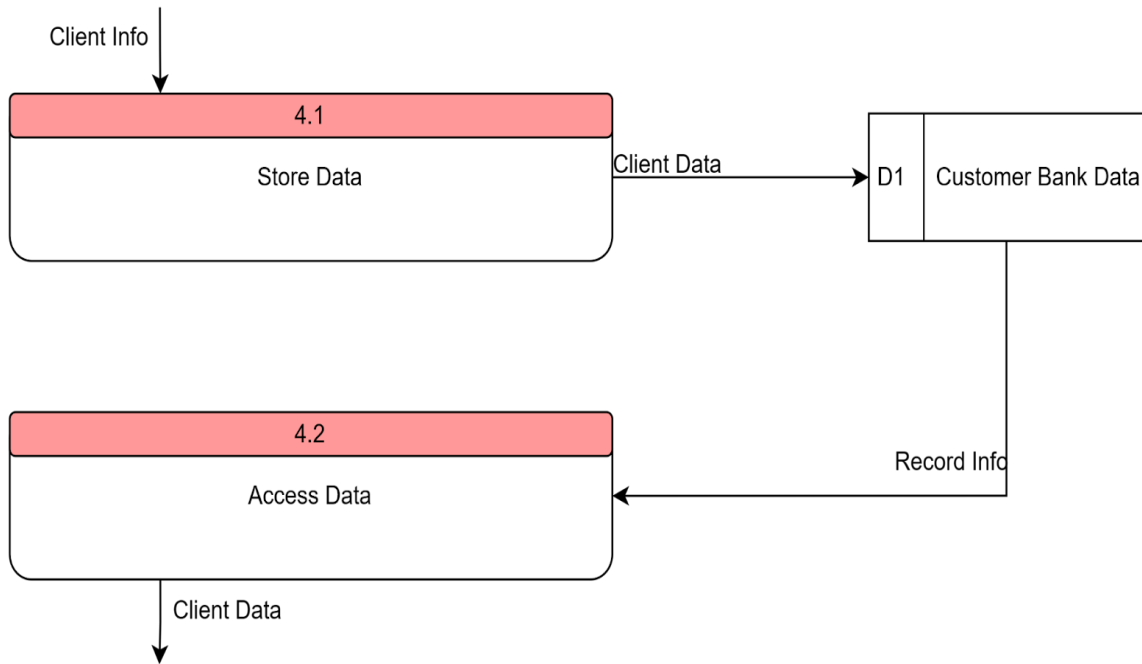 Client Info
4.1
Store Data
Client Data
D1
Customer Bank Data
4.2
Access Data
Record Info
Client Data